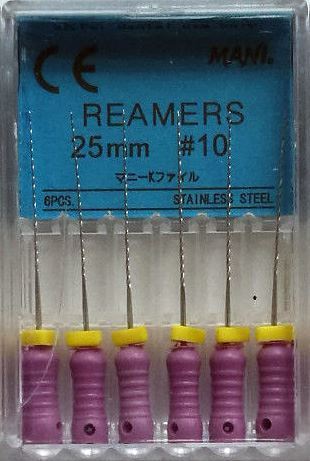 CE
MANI®
REAMERS
25mm #10
マニーKファイル
6PCS. STAINLESS STEEL